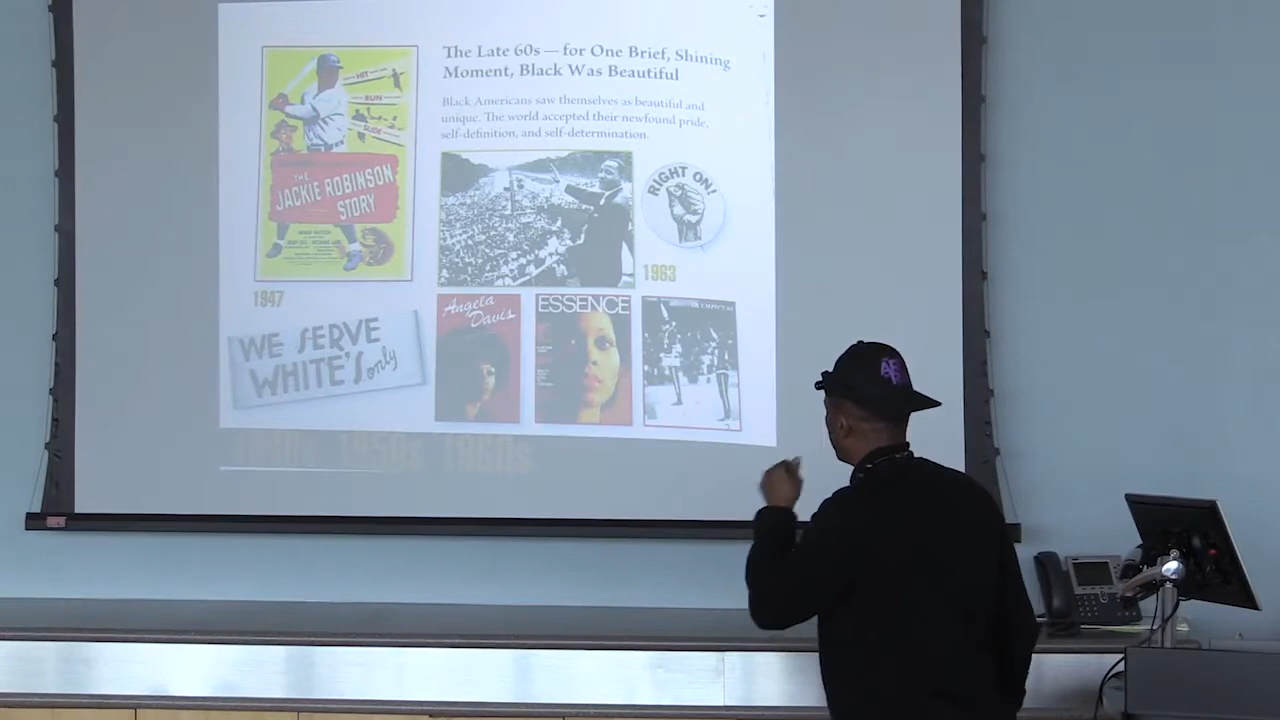 The Late 60s — for One Brief, Shining
Moment, Black Was Beautiful
Black Americans saw themselves as beautiful and
unique. The world accepted their newfound pride,
self-definition, and self-determination.
HIT
RUN
SLIDE
THE
JACKIE ROBINSON
STORY
1947
RIGHT ON!
1963
WE SERVE
WHITE'S only
Angela
Davis
ESSENCE
1950s 1960s